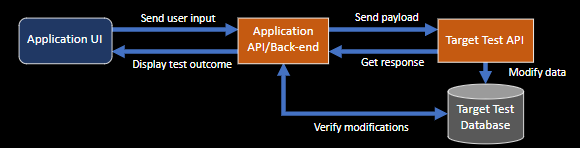 Send user input
Send payload
Application UI
Application
API/Back-end
Target Test API
Display test outcome
Get response
Modify data
Target Test
Database
Verify modifications